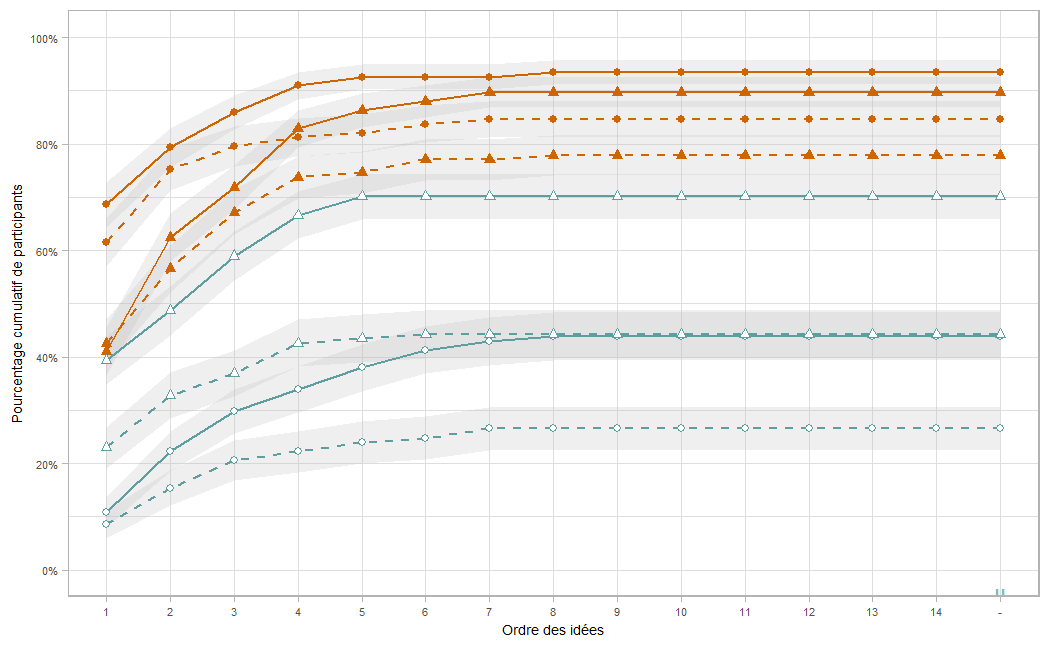 Pourcentage cumulatif de participants
100%
80%
60%
40%
20%
0%
1 2 3 4 5 6 7 8 9 10 11 12 13 14 -
Ordre des idées